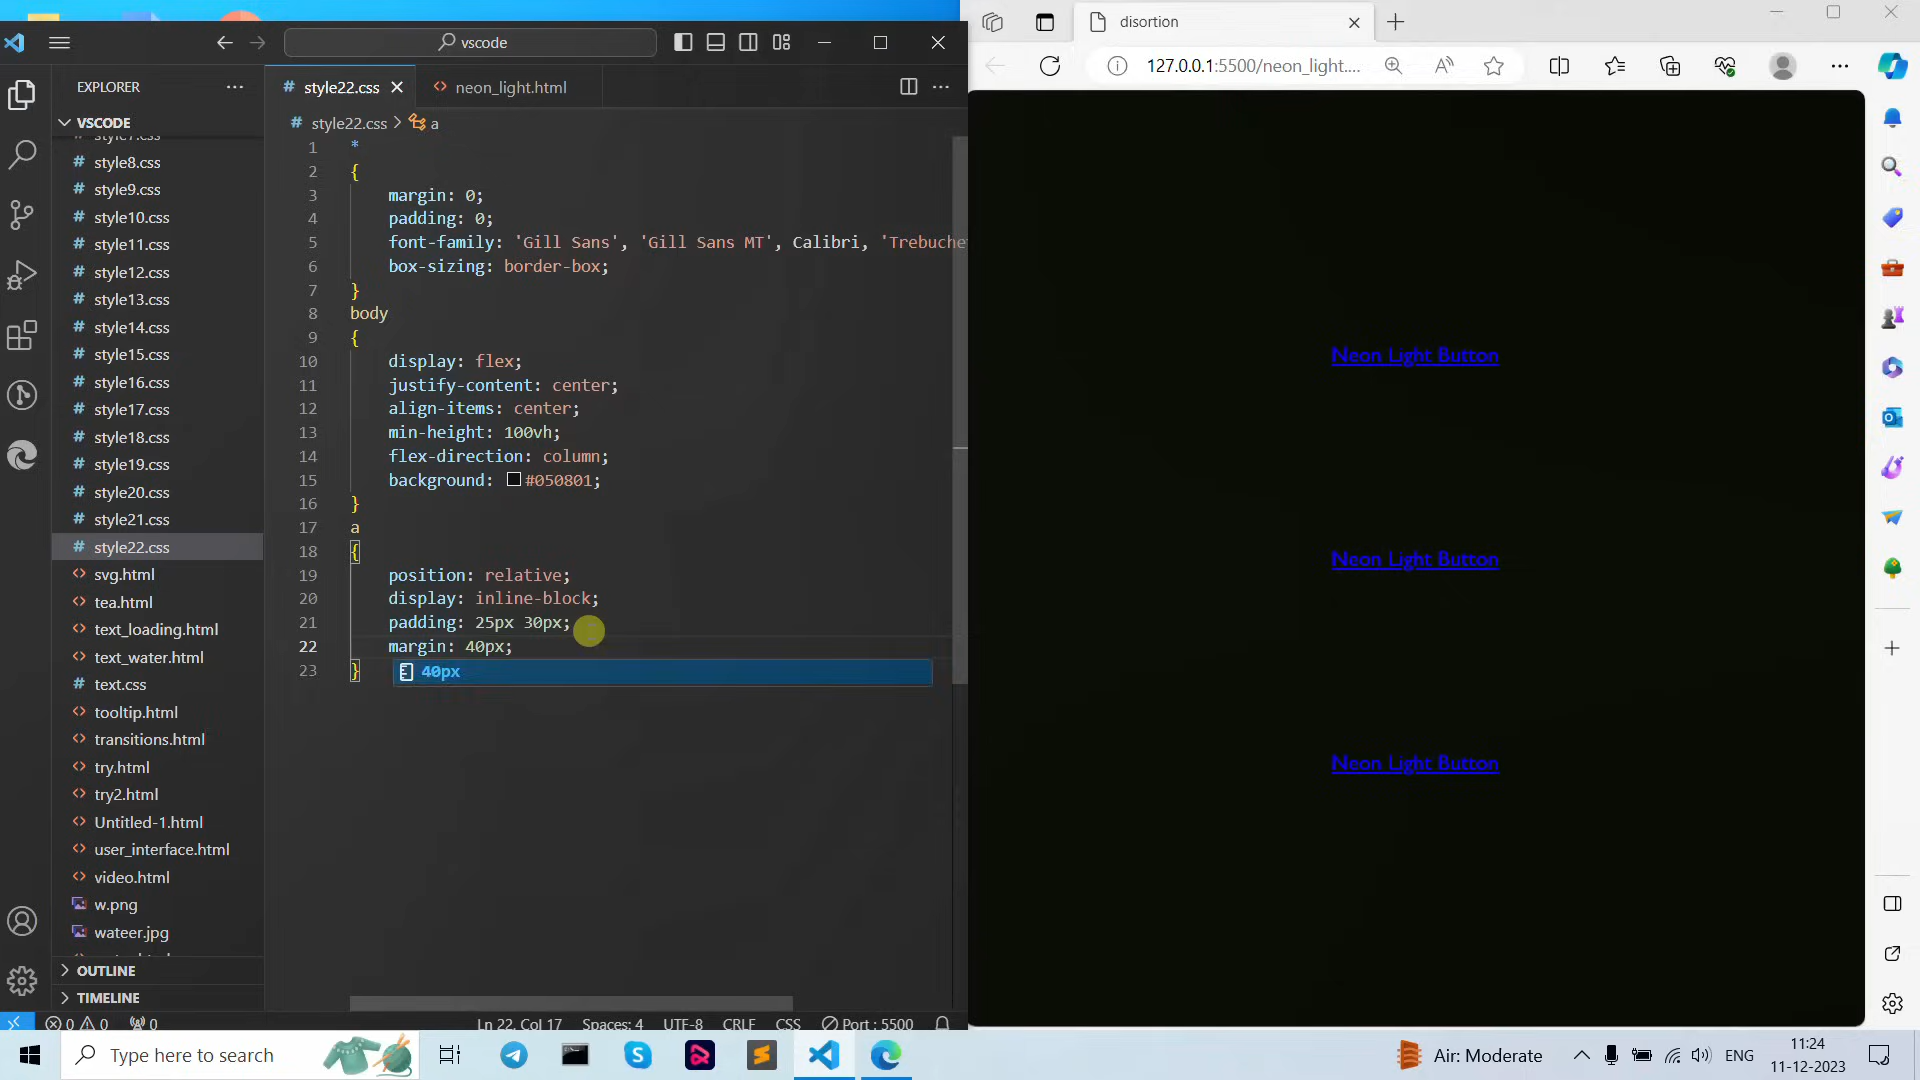 vscode
EXPLORER
VSCODE
style7.css
style8.css
style9.css
style10.css
style11.css
style12.css
style13.css
style14.css
style15.css
style16.css
style17.css
style18.css
style19.css
style20.css
style21.css
style22.css
svg.html
tea.html
text_loading.html
text_water.html
text.css
tooltip.html
transitions.html
try.html
try2.html
Untitled-1.html
user_interface.html
video.html
w.png
wateer.jpg
OUTLINE
TIMELINE
# style22.css
<> neon_light.html
# style22.css > a
1 *
2 {
3 margin: 0;
4 padding: 0;
5 font-family: 'Gill Sans', 'Gill Sans MT', Calibri, 'Trebuche
6 box-sizing: border-box;
7 }
8 body
9 {
10 display: flex;
11 justify-content: center;
12 align-items: center;
13 min-height: 100vh;
14 flex-direction: column;
15 background: #050801;
16 }
17 a
18 {
19 position: relative;
20 display: inline-block;
21 padding: 25px 30px;
22 margin: 40px;
40px
23 }
0 0 0 Ln 22, Col 17 Spaces: 4 UTF-8 CRLF CSS Port : 5500
disortion
127.0.0.1:5500/neon_light....
Neon Light Button
Neon Light Button
Neon Light Button
Type here to search
Air: Moderate
ENG
11:24
11-12-2023